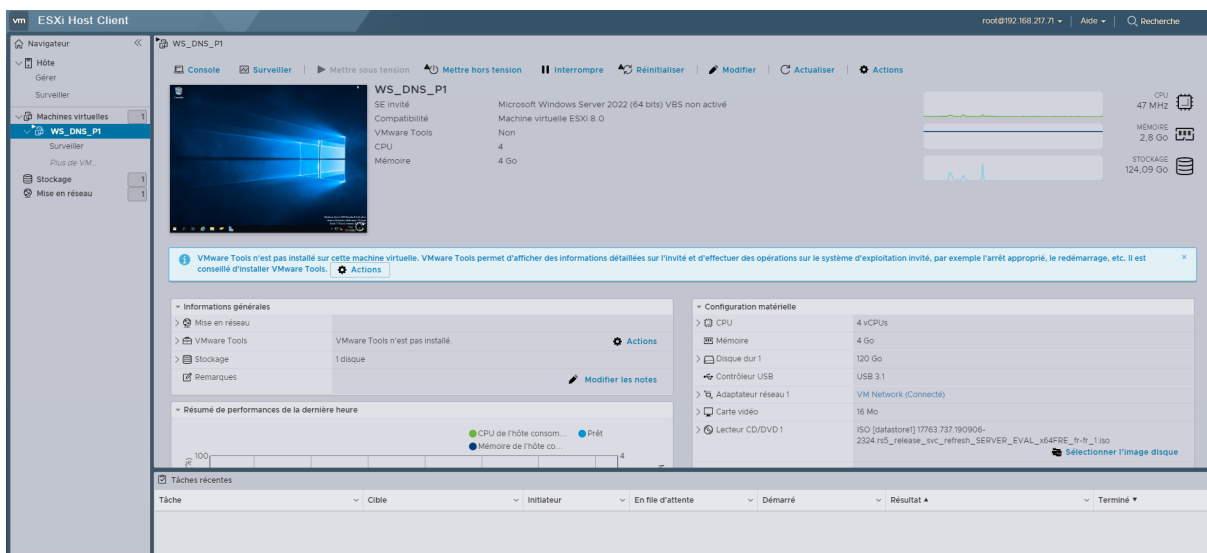 vm ESXi Host Client
root@192.168.217.71 Aide Recherche
Navigateur
Hôte
Gérer
Surveiller
Machines virtuelles 1
WS_DNS_P1
Surveiller
Plus de VM...
Stockage 1
Mise en réseau 1
WS_DNS_P1
Console Surveiller Mettre sous tension Mettre hors tension Interrompre Réinitialiser Modifier Actualiser Actions
WS_DNS_P1
SE invité Microsoft Windows Server 2022 (64 bits) VBS non activé
Compatibilité Machine virtuelle ESXi 8.0
VMware Tools Non
CPU 4
Mémoire 4 Go
CPU
47 MHz
MÉMOIRE
2,8 Go
STOCKAGE
124,09 Go
VMware Tools n'est pas installé sur cette machine virtuelle. VMware Tools permet d'afficher des informations détaillées sur l'invité et d'effectuer des opérations sur le système d'exploitation invité, par exemple l'arrêt approprié, le redémarrage, etc. Il est
conseillé d'installer VMware Tools. Actions
Informations générales
Mise en réseau
VMware Tools VMware Tools n'est pas installé. Actions
Stockage 1 disque
Remarques Modifier les notes
Résumé de performances de la dernière heure
CPU de l'hôte consom... Prêt
Mémoire de l'hôte co...
100 4
Configuration matérielle
CPU 4 vCPUs
Mémoire 4 Go
Disque dur 1 120 Go
Contrôleur USB USB 3.1
Adaptateur réseau 1 VM Network (Connecté)
Carte vidéo 16 Mo
Lecteur CD/DVD 1 ISO [datastore1] 17763.737.190906-
2324.rs5_release_svc_refresh_SERVER_EVAL_x64FRE_fr-fr_1.iso
Sélectionner l'image disque
Tâches récentes
Tâche Cible Initiateur En file d'attente Démarré Résultat Terminé